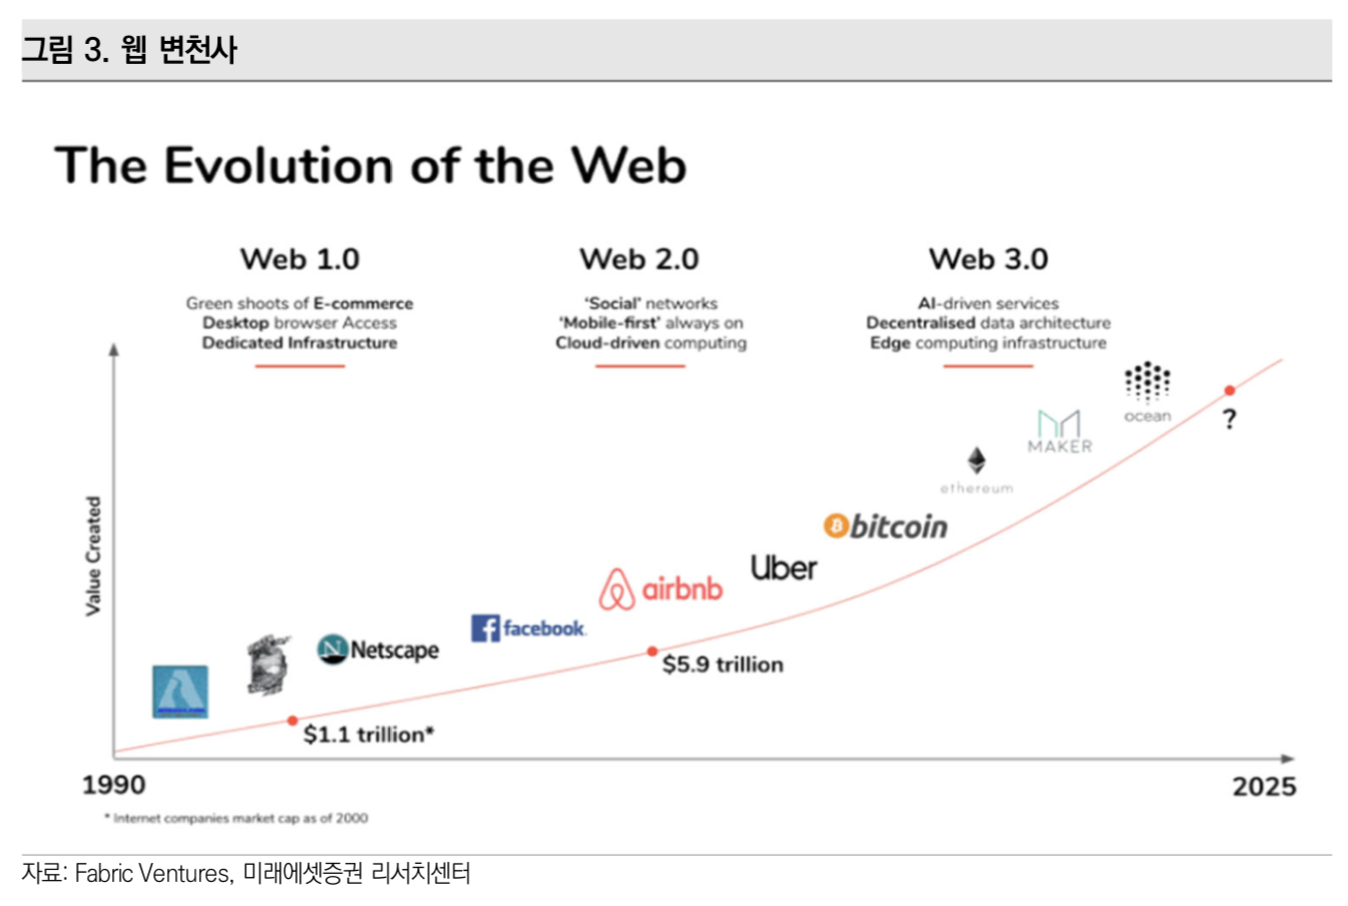 그림 3. 웹 변천사
The Evolution of the Web
Web 1.0
Green shoots of E-commerce
Desktop browser Access
Dedicated Infrastructure
Web 2.0
‘Social’ networks
‘Mobile-first’ always on
Cloud-driven computing
Web 3.0
AI-driven services
Decentralised data architecture
Edge computing infrastructure
ocean
?
MAKER
ethereum
bitcoin
Uber
airbnb
facebook.
Netscape
Value Created
$5.9 trillion
$1.1 trillion*
1990
2025
* Internet companies market cap as of 2000
자료: Fabric Ventures, 미래에셋증권 리서치센터